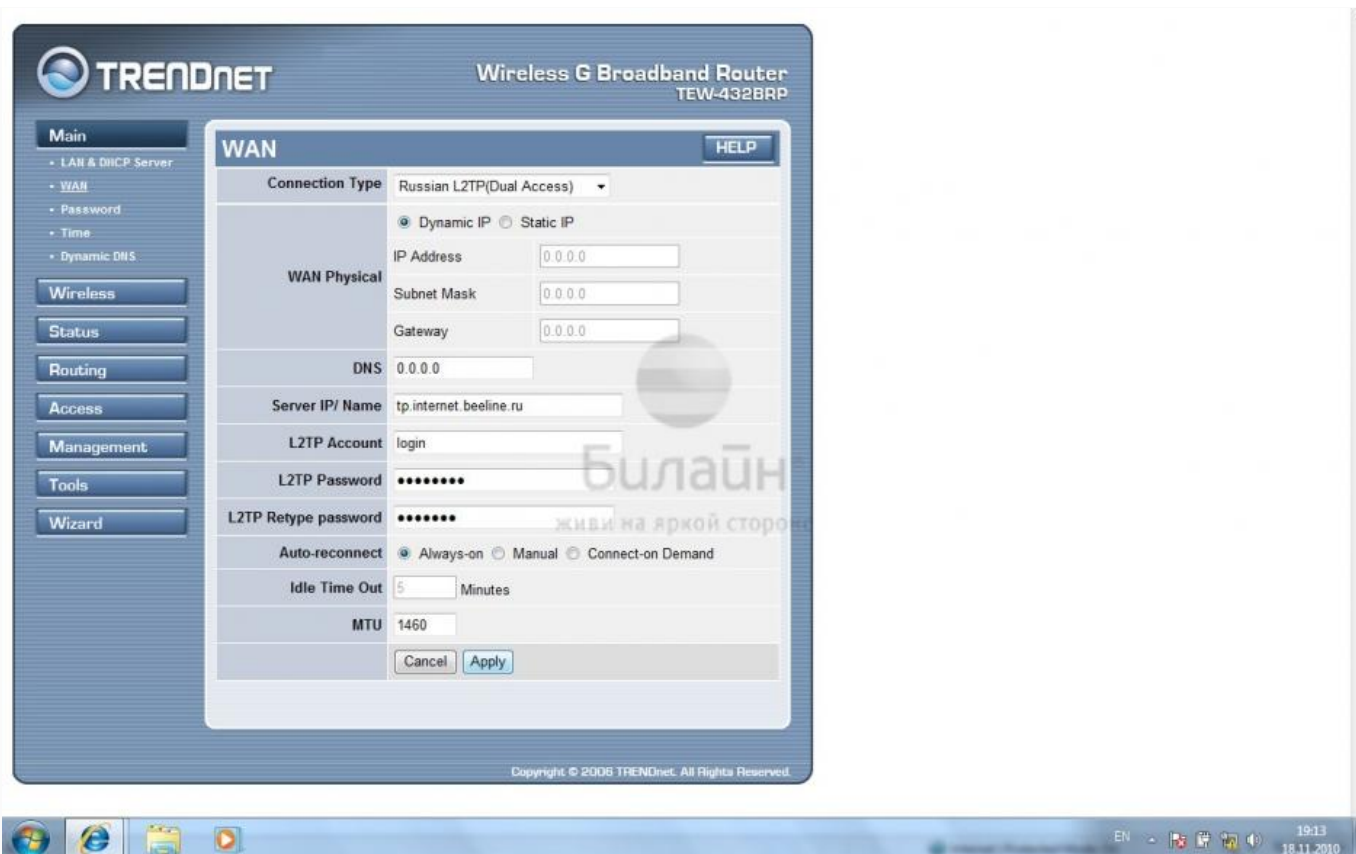 TRENDnet
Wireless G Broadband Router
TEW-432BRP
Main
LAN & DHCP Server
WAN
Password
Time
Dynamic DNS
Wireless
Status
Routing
Access
Management
Tools
Wizard
WAN
HELP
Connection Type Russian L2TP(Dual Access)
WAN Physical
Dynamic IP Static IP
IP Address 0.0.0.0
Subnet Mask 0.0.0.0
Gateway 0.0.0.0
DNS 0.0.0.0
Server IP/ Name tp.internet.beeline.ru
L2TP Account login
L2TP Password ••••••••
L2TP Retype password •••••••
Auto-reconnect Always-on Manual Connect-on Demand
Idle Time Out 5 Minutes
MTU 1460
Cancel Apply
Билайн
живи на яркой стороне
Copyright © 2006 TRENDnet. All Rights Reserved.
EN
19:13
18.11.2010